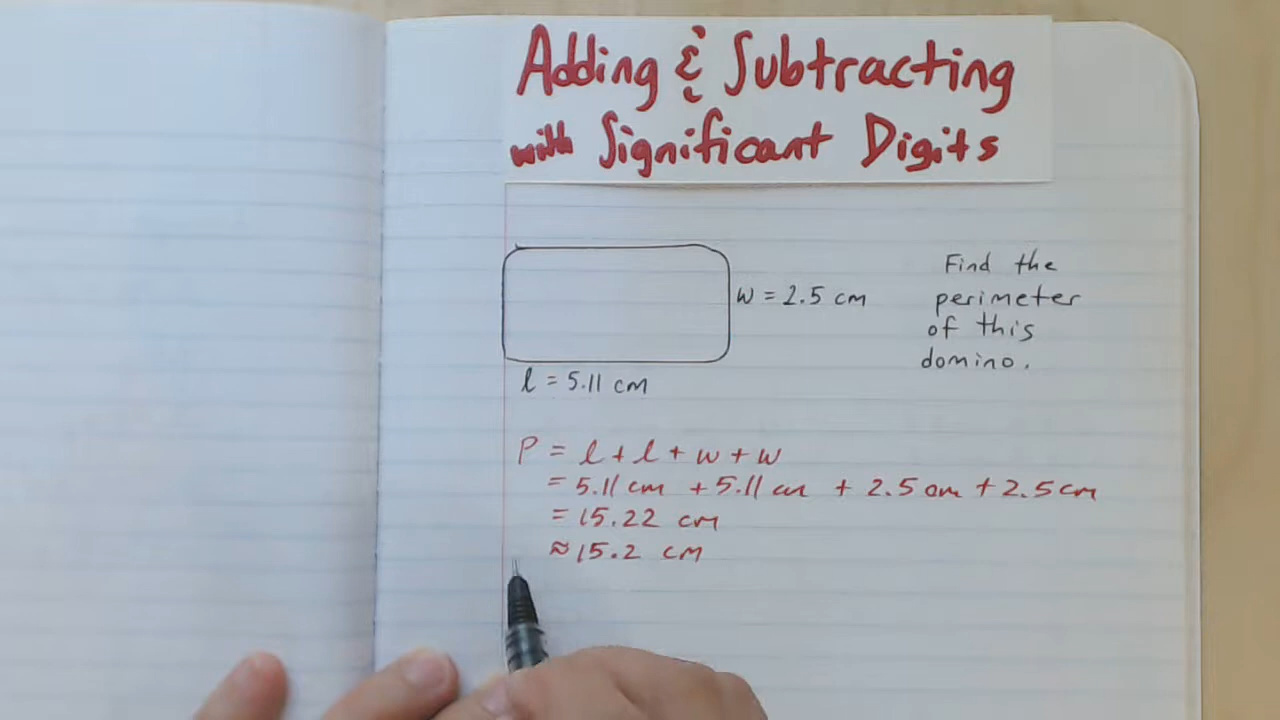 Adding & Subtracting
with Significant Digits
w = 2.5 cm
l = 5.11 cm
Find the
perimeter
of this
domino.
P = l + l + w + w
= 5.11 cm + 5.11 cm + 2.5 cm + 2.5 cm
= 15.22 cm
≈ 15.2 cm